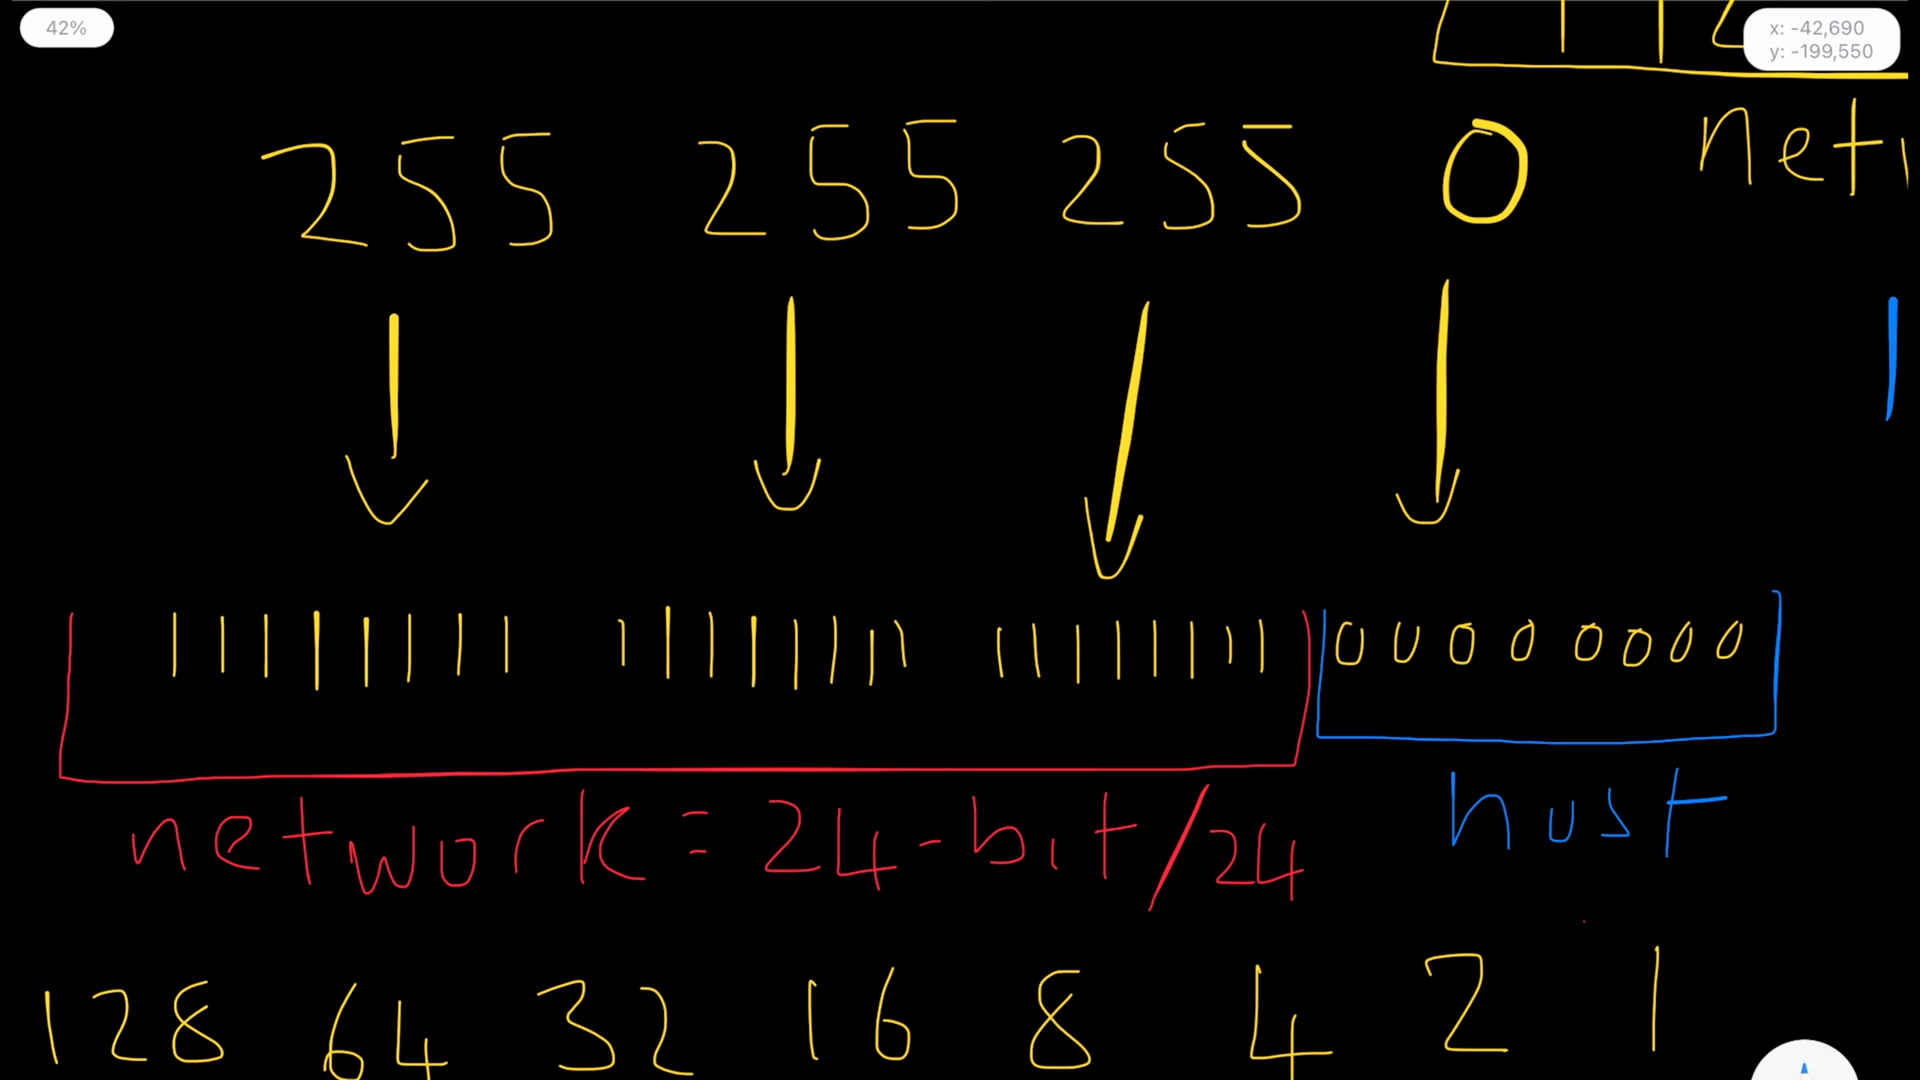 42%
x: -42,690
y: -199,550
255 255 255 0
11111111 11111111 11111111 00000000
network = 24-bit/24
host
128 64 32 16 8 4 2 1